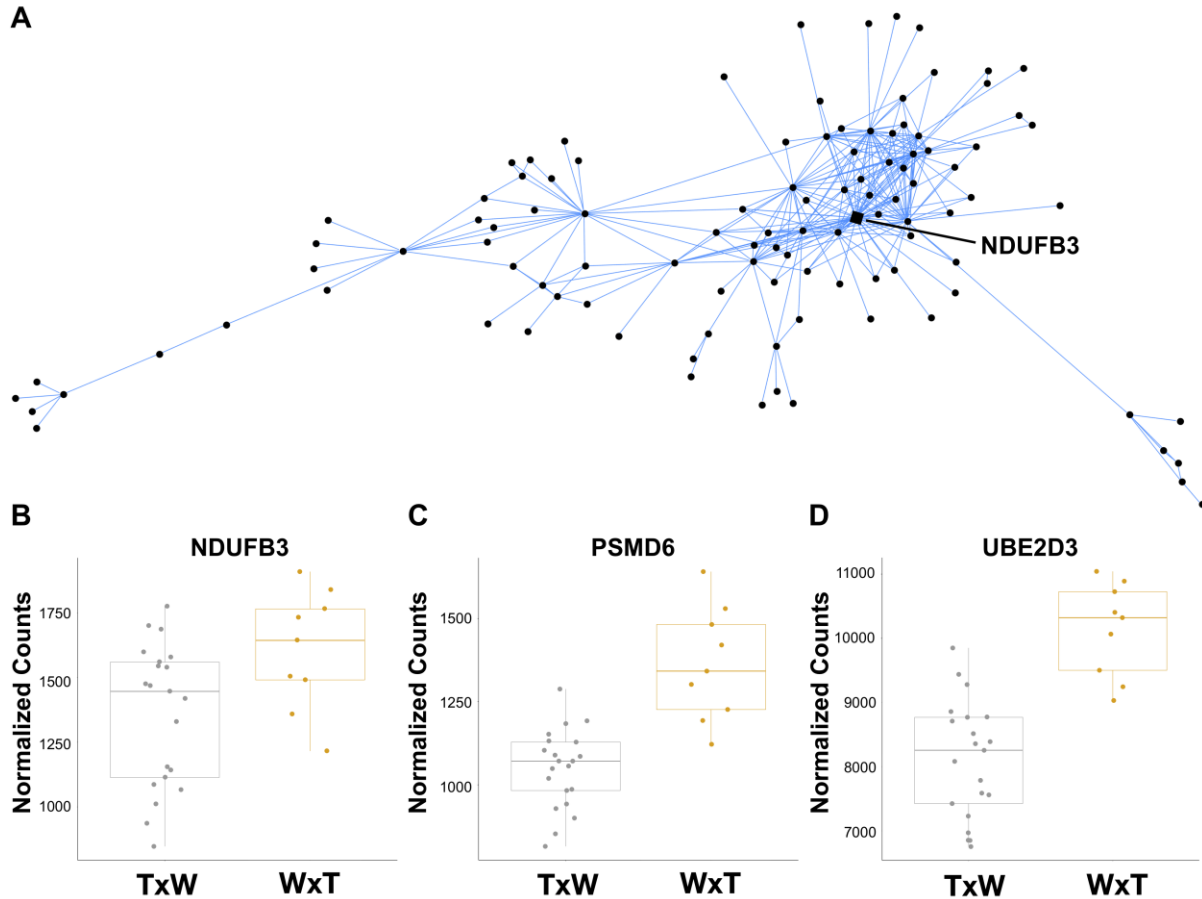 A
NDUFB3
B
NDUFB3
Normalized Counts
1750
1500
1250
1000
TxW
WxT
C
PSMD6
Normalized Counts
1500
1250
1000
TxW
WxT
D
UBE2D3
Normalized Counts
11000
10000
9000
8000
7000
TxW
WxT